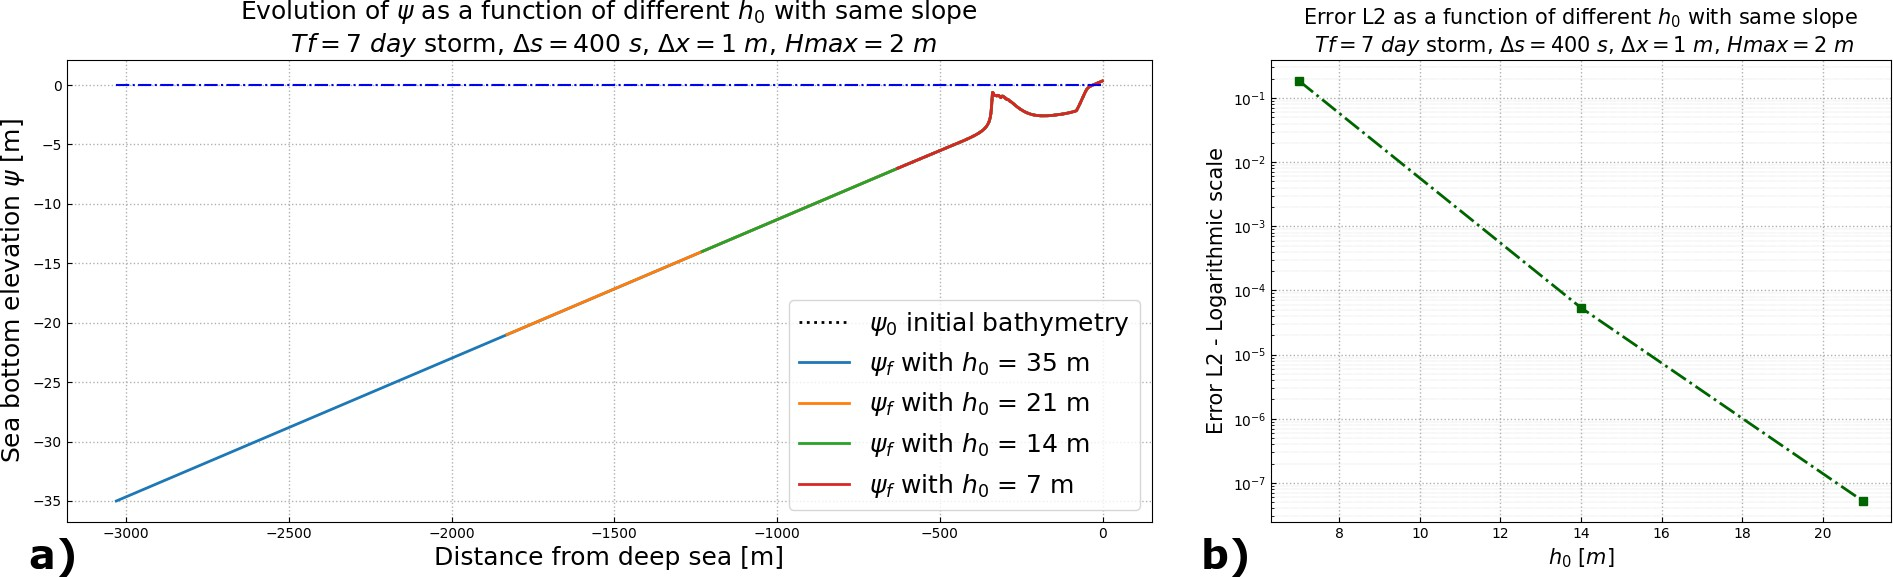 Evolution of ψ as a function of different h₀ with same slope
Tf = 7 day storm, Δs = 400 s, Δx = 1 m, Hmax = 2 m
Sea bottom elevation ψ [m]
0
−5
−10
−15
−20
−25
−30
−35
ψ₀ initial bathymetry
ψf with h₀ = 35 m
ψf with h₀ = 21 m
ψf with h₀ = 14 m
ψf with h₀ = 7 m
−3000 −2500 −2000 −1500 −1000 −500 0
Distance from deep sea [m]
a)
Error L2 as a function of different h₀ with same slope
Tf = 7 day storm, Δs = 400 s, Δx = 1 m, Hmax = 2 m
Error L2 - Logarithmic scale
10⁻¹
10⁻²
10⁻³
10⁻⁴
10⁻⁵
10⁻⁶
10⁻⁷
8 10 12 14 16 18 20
h₀ [m]
b)